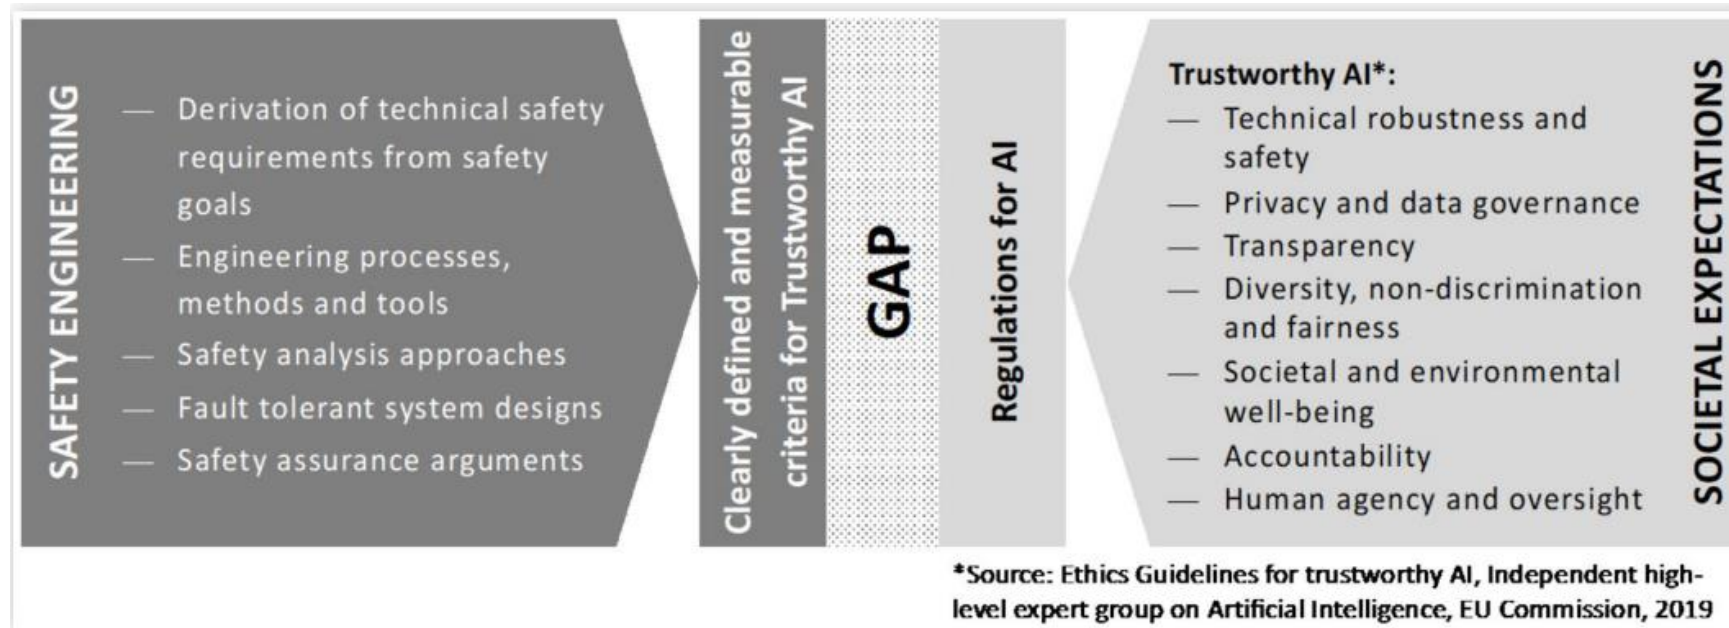 SAFETY ENGINEERING
— Derivation of technical safety
requirements from safety
goals
— Engineering processes,
methods and tools
— Safety analysis approaches
— Fault tolerant system designs
— Safety assurance arguments
Clearly defined and measurable
criteria for Trustworthy AI
GAP
Regulations for AI
Trustworthy AI*:
— Technical robustness and
safety
— Privacy and data governance
— Transparency
— Diversity, non-discrimination
and fairness
— Societal and environmental
well-being
— Accountability
— Human agency and oversight
SOCIETAL EXPECTATIONS
*Source: Ethics Guidelines for trustworthy AI, Independent high-
level expert group on Artificial Intelligence, EU Commission, 2019